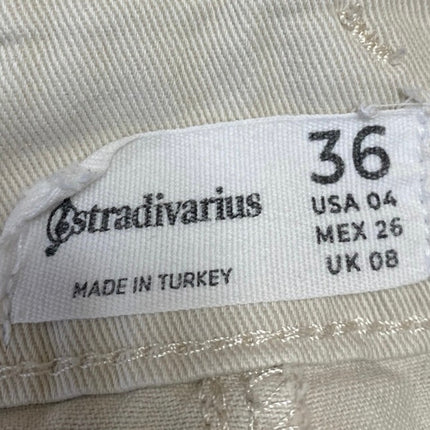 stradivarius
MADE IN TURKEY
36
USA 04
MEX 26
UK 08